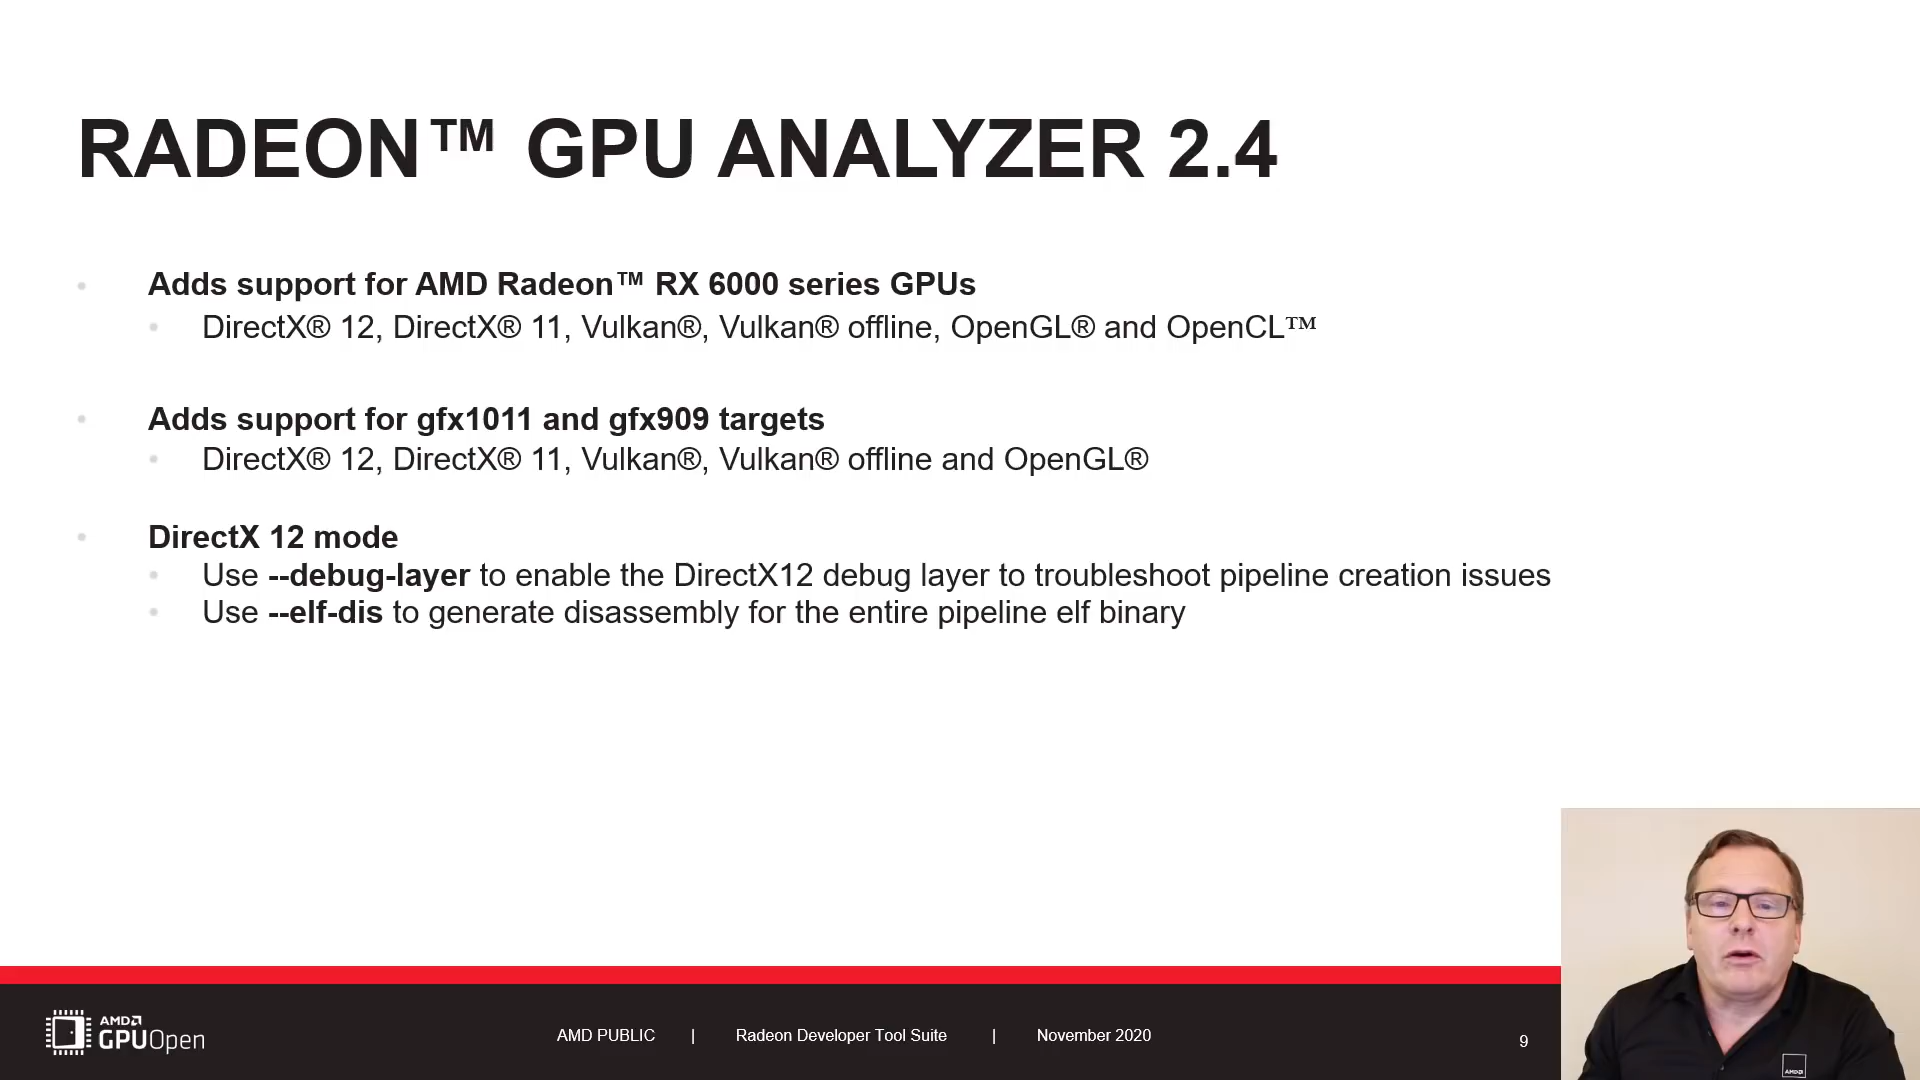 RADEON™ GPU ANALYZER 2.4
Adds support for AMD Radeon™ RX 6000 series GPUs
DirectX® 12, DirectX® 11, Vulkan®, Vulkan® offline, OpenGL® and OpenCL™
Adds support for gfx1011 and gfx909 targets
DirectX® 12, DirectX® 11, Vulkan®, Vulkan® offline and OpenGL®
DirectX 12 mode
Use --debug-layer to enable the DirectX12 debug layer to troubleshoot pipeline creation issues
Use --elf-dis to generate disassembly for the entire pipeline elf binary
AMD
GPUOpen
AMD PUBLIC | Radeon Developer Tool Suite | November 2020
9
AMD